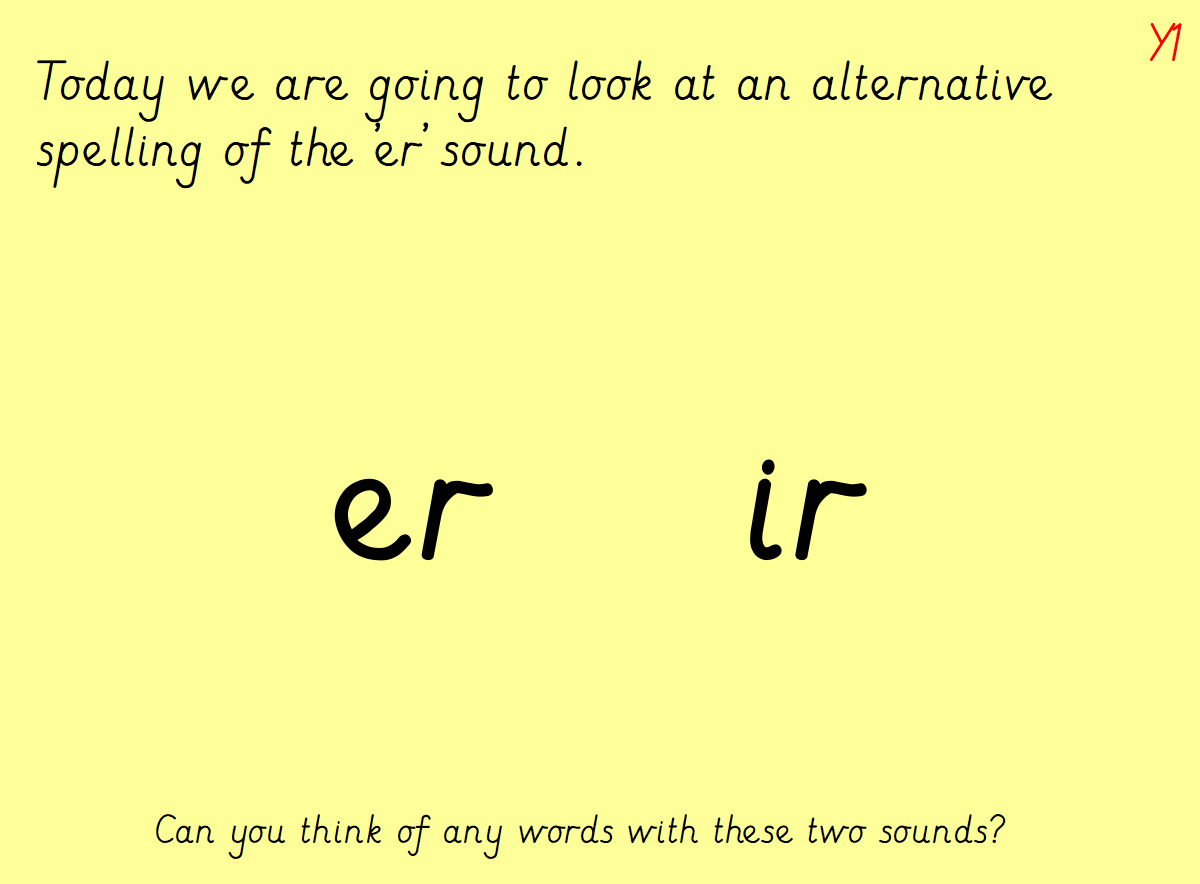 Y1
Today we are going to look at an alternative
spelling of the 'er' sound.
er ir
Can you think of any words with these two sounds?